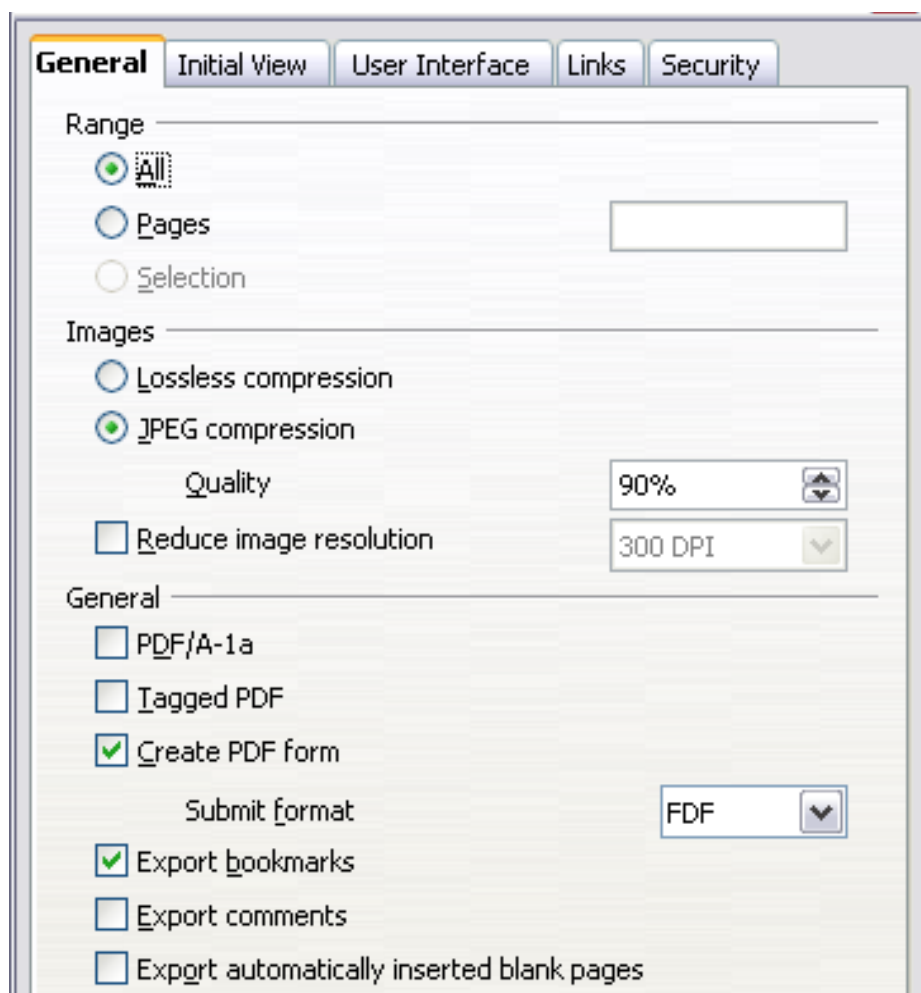 General Initial View User Interface Links Security
Range
All
Pages
Selection
Images
Lossless compression
JPEG compression
Quality 90%
Reduce image resolution 300 DPI
General
PDF/A-1a
Tagged PDF
Create PDF form
Submit format FDF
Export bookmarks
Export comments
Export automatically inserted blank pages